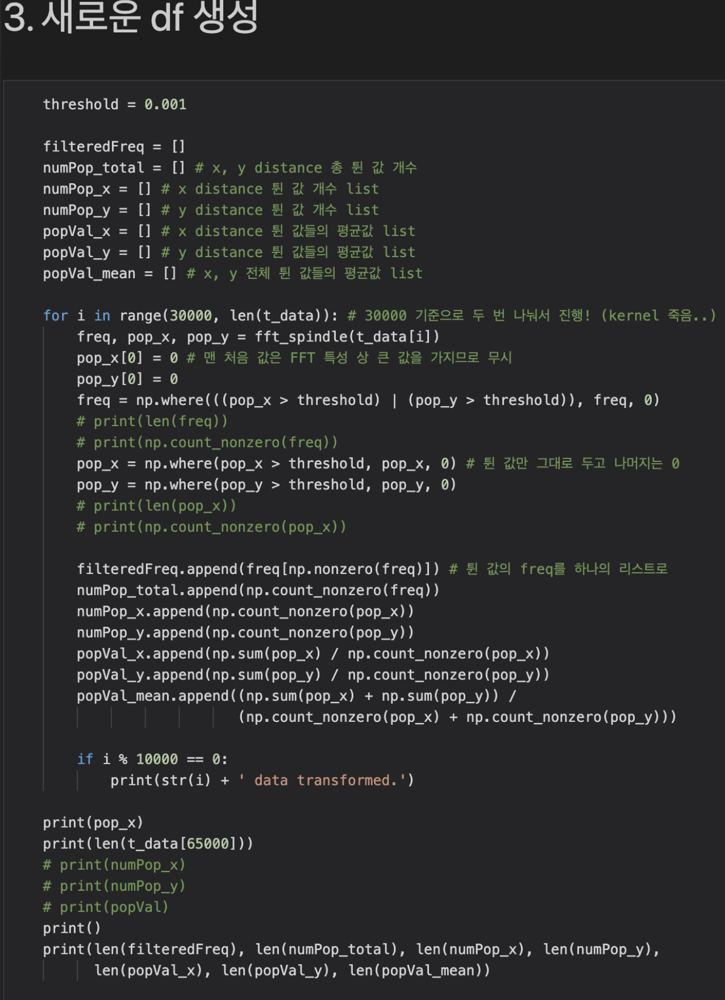 3. 새로운 df 생성
threshold = 0.001
filteredFreq = []
numPop_total = [] # x, y distance 총 튄 값 개수
numPop_x = [] # x distance 튄 값 개수 list
numPop_y = [] # y distance 튄 값 개수 list
popVal_x = [] # x distance 튄 값들의 평균값 list
popVal_y = [] # y distance 튄 값들의 평균값 list
popVal_mean = [] # x, y 전체 튄 값들의 평균값 list
for i in range(30000, len(t_data)): # 30000 기준으로 두 번 나눠서 진행! (kernel 죽음..)
freq, pop_x, pop_y = fft_spindle(t_data[i])
pop_x[0] = 0 # 맨 처음 값은 FFT 특성 상 큰 값을 가지므로 무시
pop_y[0] = 0
freq = np.where(((pop_x > threshold) | (pop_y > threshold)), freq, 0)
# print(len(freq))
# print(np.count_nonzero(freq))
pop_x = np.where(pop_x > threshold, pop_x, 0) # 튄 값만 그대로 두고 나머지는 0
pop_y = np.where(pop_y > threshold, pop_y, 0)
# print(len(pop_x))
# print(np.count_nonzero(pop_x))
filteredFreq.append(freq[np.nonzero(freq)]) # 튄 값의 freq를 하나의 리스트로
numPop_total.append(np.count_nonzero(freq))
numPop_x.append(np.count_nonzero(pop_x))
numPop_y.append(np.count_nonzero(pop_y))
popVal_x.append(np.sum(pop_x) / np.count_nonzero(pop_x))
popVal_y.append(np.sum(pop_y) / np.count_nonzero(pop_y))
popVal_mean.append((np.sum(pop_x) + np.sum(pop_y)) /
(np.count_nonzero(pop_x) + np.count_nonzero(pop_y)))
if i % 10000 == 0:
print(str(i) + ' data transformed.')
print(pop_x)
print(len(t_data[65000]))
# print(numPop_x)
# print(numPop_y)
# print(popVal)
print()
print(len(filteredFreq), len(numPop_total), len(numPop_x), len(numPop_y),
len(popVal_x), len(popVal_y), len(popVal_mean))